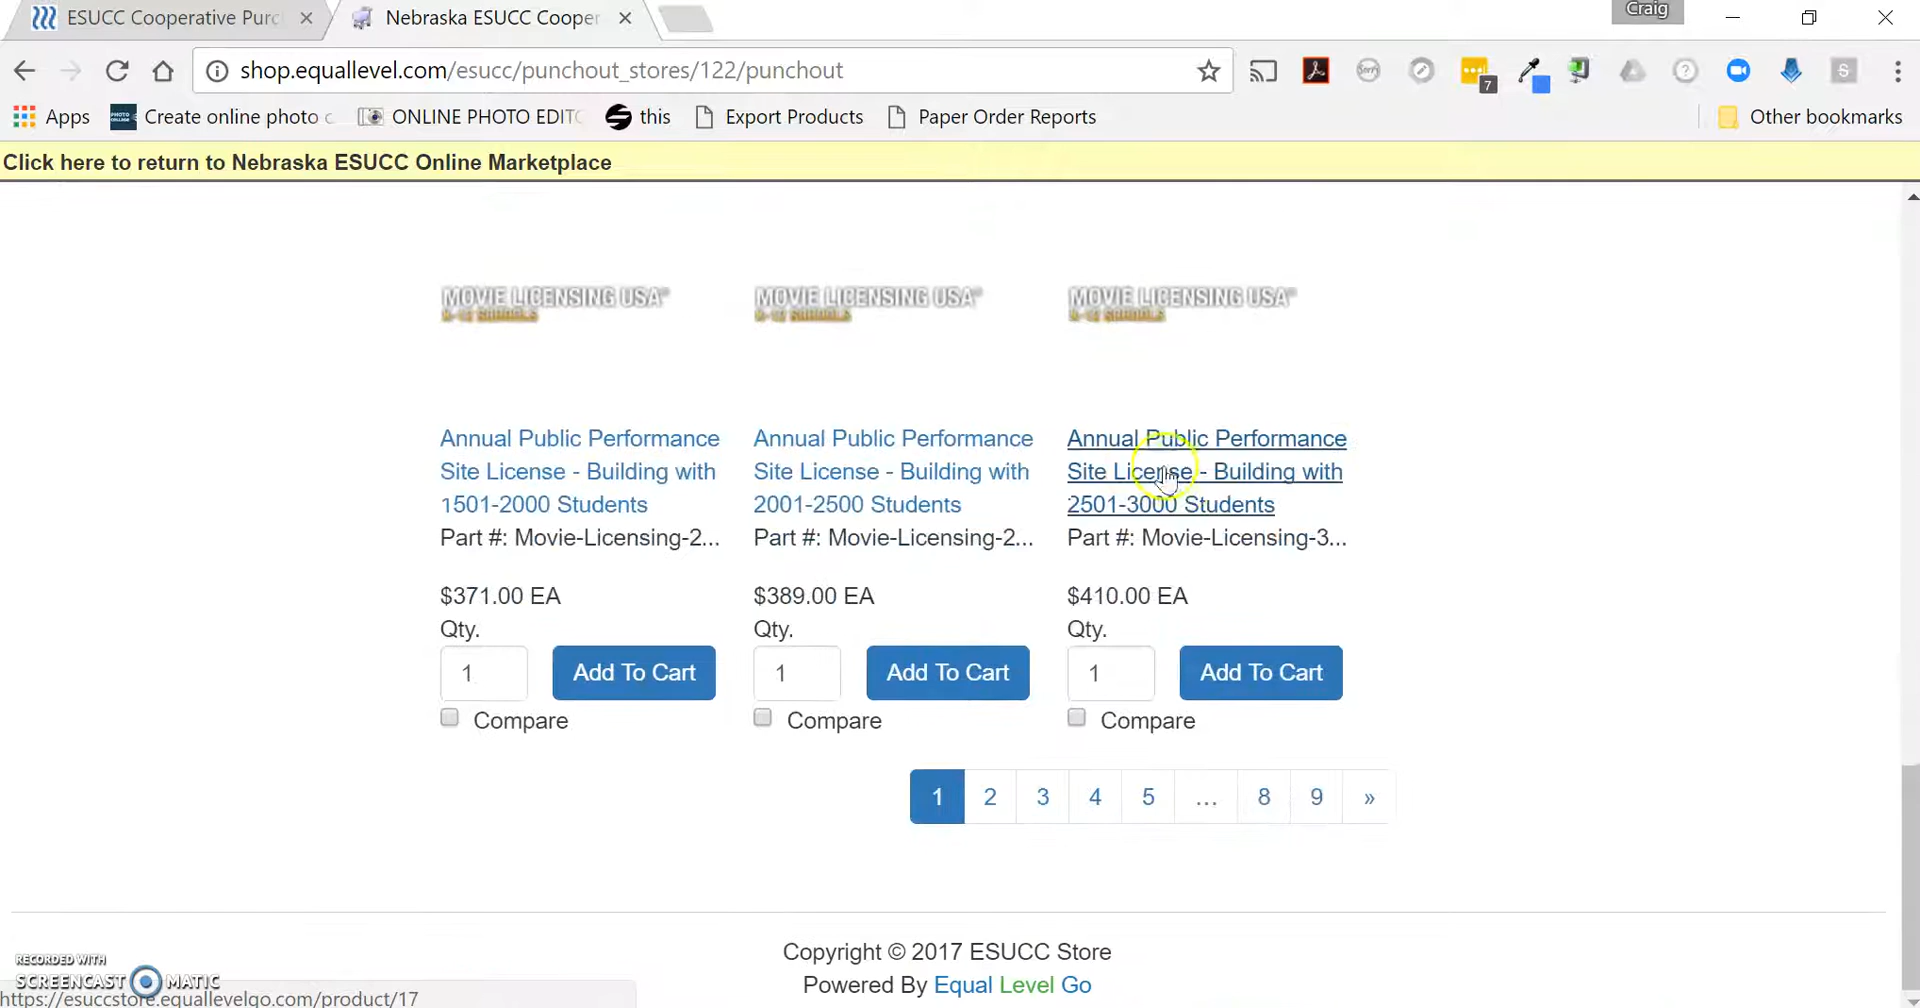 ESUCC Cooperative Purc
Nebraska ESUCC Cooper
Craig
shop.equallevel.com/esucc/punchout_stores/122/punchout
7
S
Apps
Create online photo c
ONLINE PHOTO EDITO
this
Export Products
Paper Order Reports
Other bookmarks
Click here to return to Nebraska ESUCC Online Marketplace
MOVIE LICENSING USA
K-12 SCHOOLS
MOVIE LICENSING USA
K-12 SCHOOLS
MOVIE LICENSING USA
K-12 SCHOOLS
Annual Public Performance
Site License - Building with
1501-2000 Students
Part #: Movie-Licensing-2...
$371.00 EA
Qty.
1
Add To Cart
Compare
Annual Public Performance
Site License - Building with
2001-2500 Students
Part #: Movie-Licensing-2...
$389.00 EA
Qty.
1
Add To Cart
Compare
Annual Public Performance
Site License - Building with
2501-3000 Students
Part #: Movie-Licensing-3...
$410.00 EA
Qty.
1
Add To Cart
Compare
1 2 3 4 5 ... 8 9 »
Copyright © 2017 ESUCC Store
Powered By Equal Level Go
RECORDED WITH
SCREENCAST MATIC
https://esuccstore.equallevelgo.com/product/17